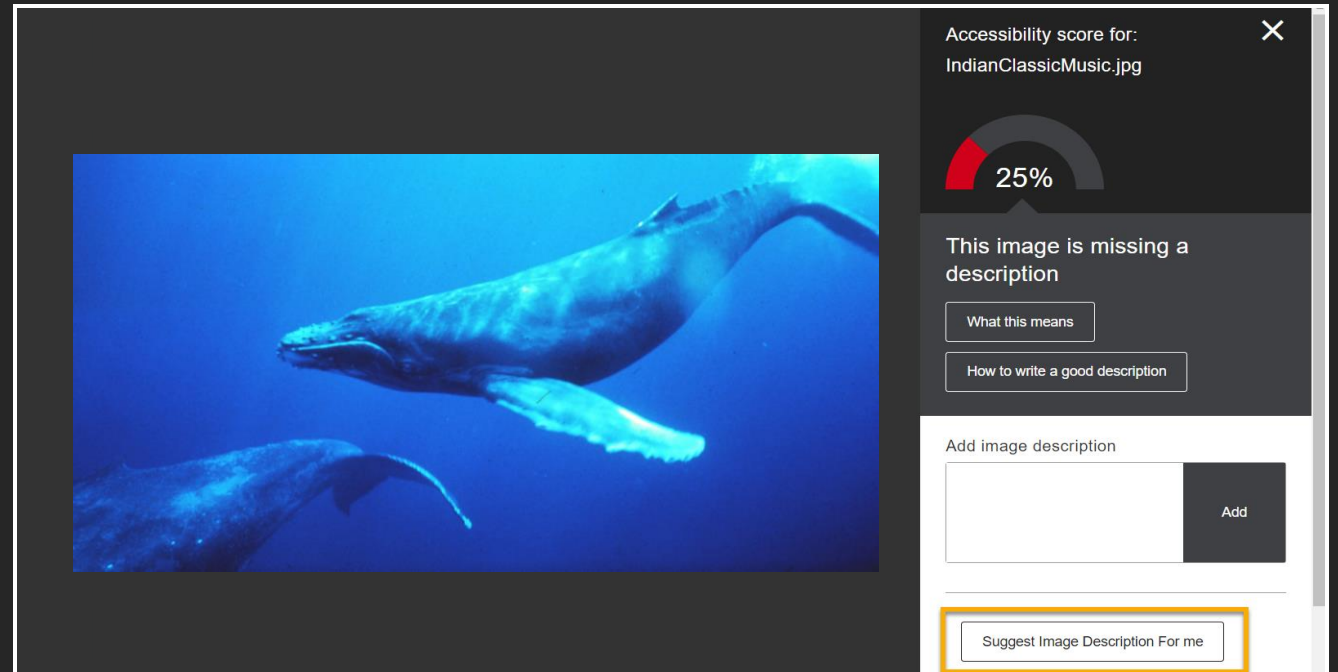 Accessibility score for:
IndianClassicMusic.jpg
25%
This image is missing a
description
What this means
How to write a good description
Add image description
Add
Suggest Image Description For me